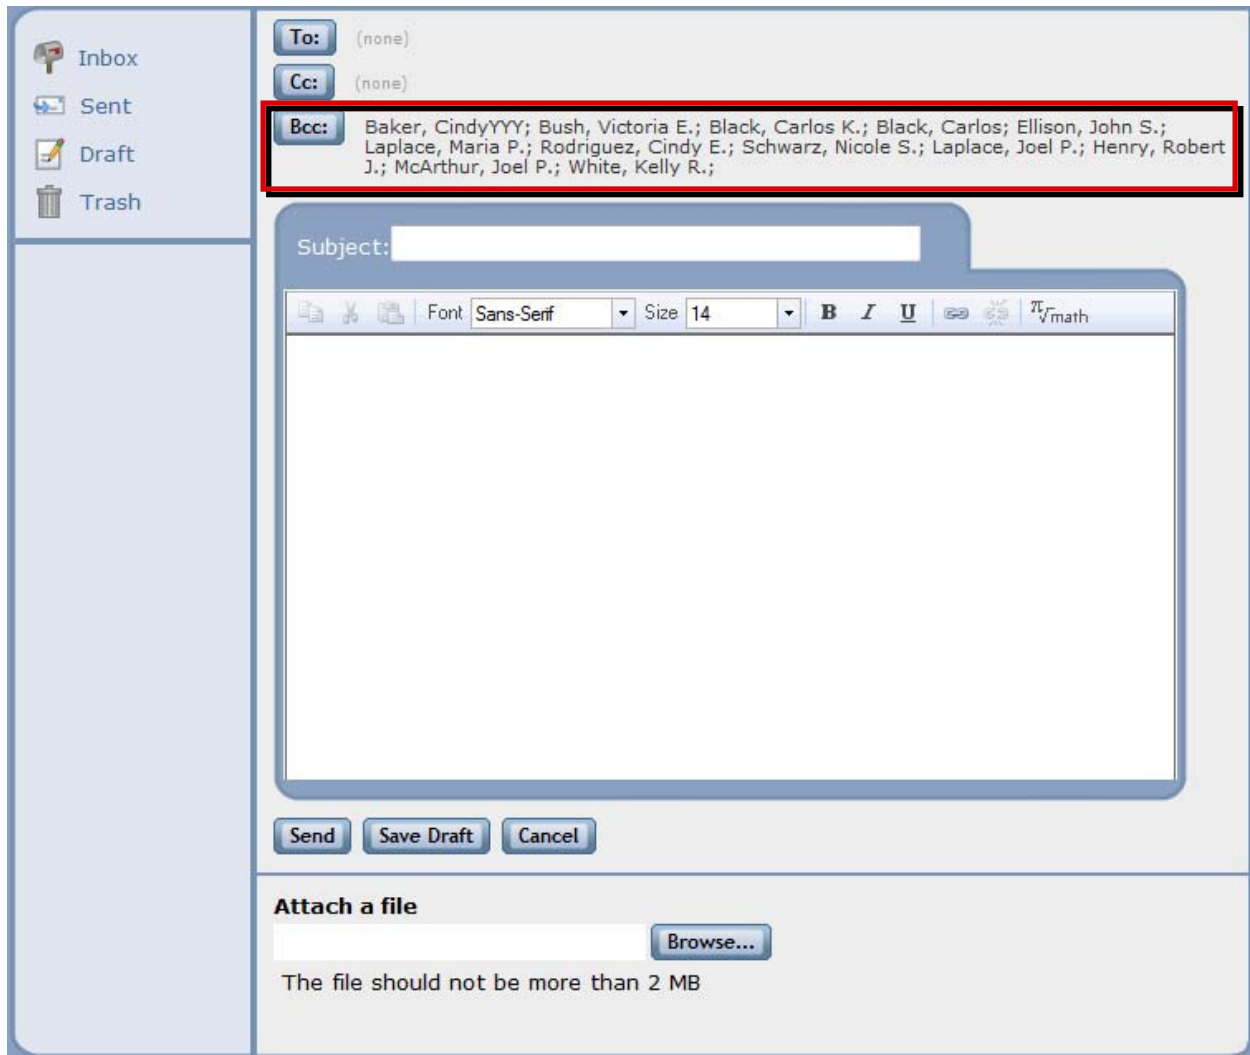 Inbox
Sent
Draft
Trash
To: (none)
Cc: (none)
Bcc: Baker, CindyYYY; Bush, Victoria E.; Black, Carlos K.; Black, Carlos; Ellison, John S.;
Laplace, Maria P.; Rodriguez, Cindy E.; Schwarz, Nicole S.; Laplace, Joel P.; Henry, Robert
J.; McArthur, Joel P.; White, Kelly R.;
Subject:
Font Sans-Serif Size 14 B I U π√math
Send Save Draft Cancel
Attach a file
Browse...
The file should not be more than 2 MB